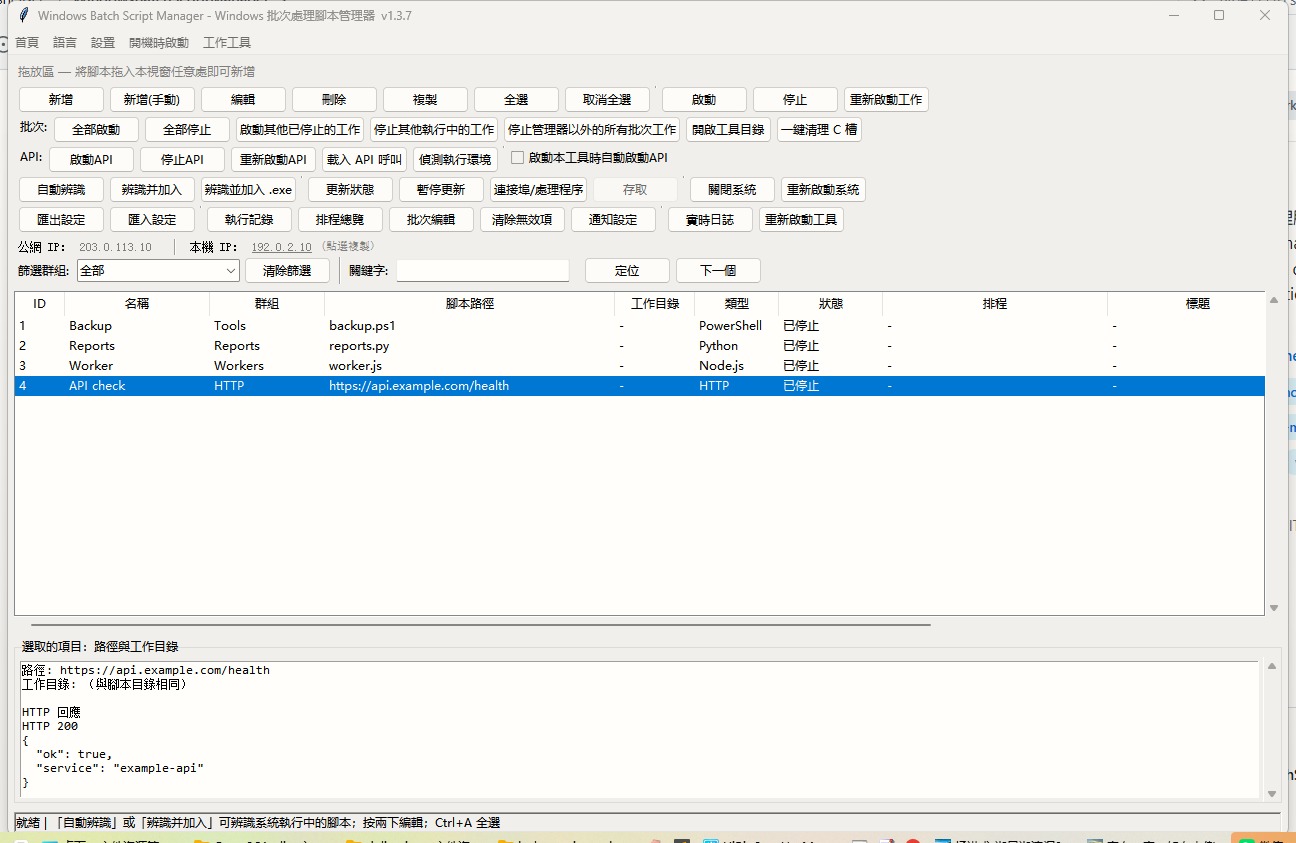 Windows Batch Script Manager - Windows 批次處理腳本管理器 v1.3.7
首頁 語言 設置 開機時啟動 工作工具
拖放區 — 將腳本拖入本視窗任意處即可新增
新增 新增(手動) 編輯 刪除 複製 全選 取消全選 啟動 停止 重新啟動工作
批次: 全部啟動 全部停止 啟動其他已停止的工作 停止其他執行中的工作 停止管理器以外的所有批次工作 開啟工具目錄 一鍵清理 C 槽
API: 啟動API 停止API 重新啟動API 載入 API 呼叫 偵測執行環境 啟動本工具時自動啟動API
自動辨識 辨識并加入 辨識並加入 .exe 更新狀態 暫停更新 連接埠/處理程序 存取 關閉系統 重新啟動系統
匯出設定 匯入設定 執行記錄 排程總覽 批次編輯 清除無效項 通知設定 實時日誌 重新啟動工具
公網 IP: 203.0.113.10 本機 IP: 192.0.2.10 (點選複製)
篩選群組: 全部 清除篩選 關鍵字: 定位 下一個
ID 名稱 群組 腳本路徑 工作目錄 類型 狀態 排程 標題
1 Backup Tools backup.ps1 - PowerShell 已停止 - -
2 Reports Reports reports.py - Python 已停止 - -
3 Worker Workers worker.js - Node.js 已停止 - -
4 API check HTTP https://api.example.com/health - HTTP 已停止 - -
選取的項目: 路徑與工作目錄
路徑: https://api.example.com/health
工作目錄: (與腳本目錄相同)
HTTP 回應
HTTP 200
{
"ok": true,
"service": "example-api"
}
就緒 | 「自動辨識」或「辨識并加入」可辨識系統執行中的腳本; 按兩下編輯; Ctrl+A 全選